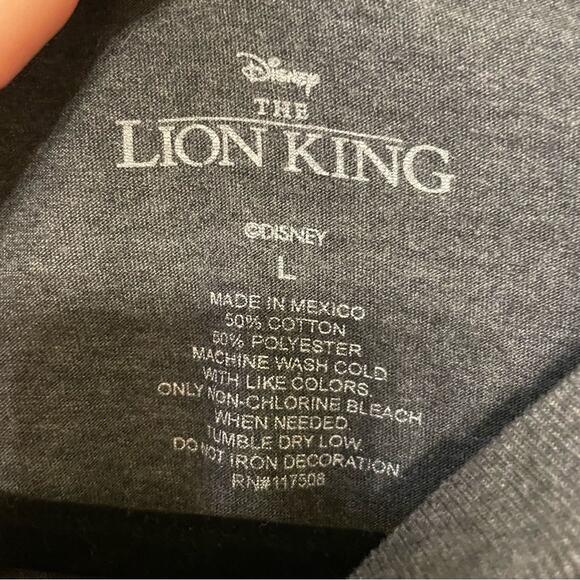 Disney
THE
LION KING
©DISNEY
L
MADE IN MEXICO
50% COTTON
50% POLYESTER
MACHINE WASH COLD
WITH LIKE COLORS.
ONLY NON-CHLORINE BLEACH
WHEN NEEDED.
TUMBLE DRY LOW.
DO NOT IRON DECORATION
RN#117508